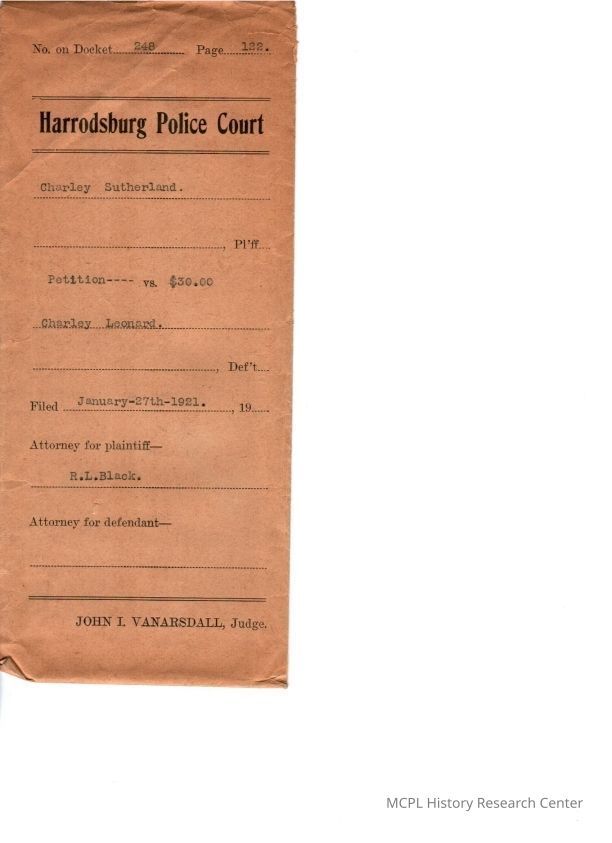 No. on Docket 248 Page 122.
Harrodsburg Police Court
Charley Sutherland.
, Pl'ff.
Petition---- vs. $30.00
Charley Leonard.
, Def't.
Filed January-27th-1921. , 19
Attorney for plaintiff—
R.L.Black.
Attorney for defendant—
JOHN I. VANARSDALL, Judge.
MCPL History Research Center